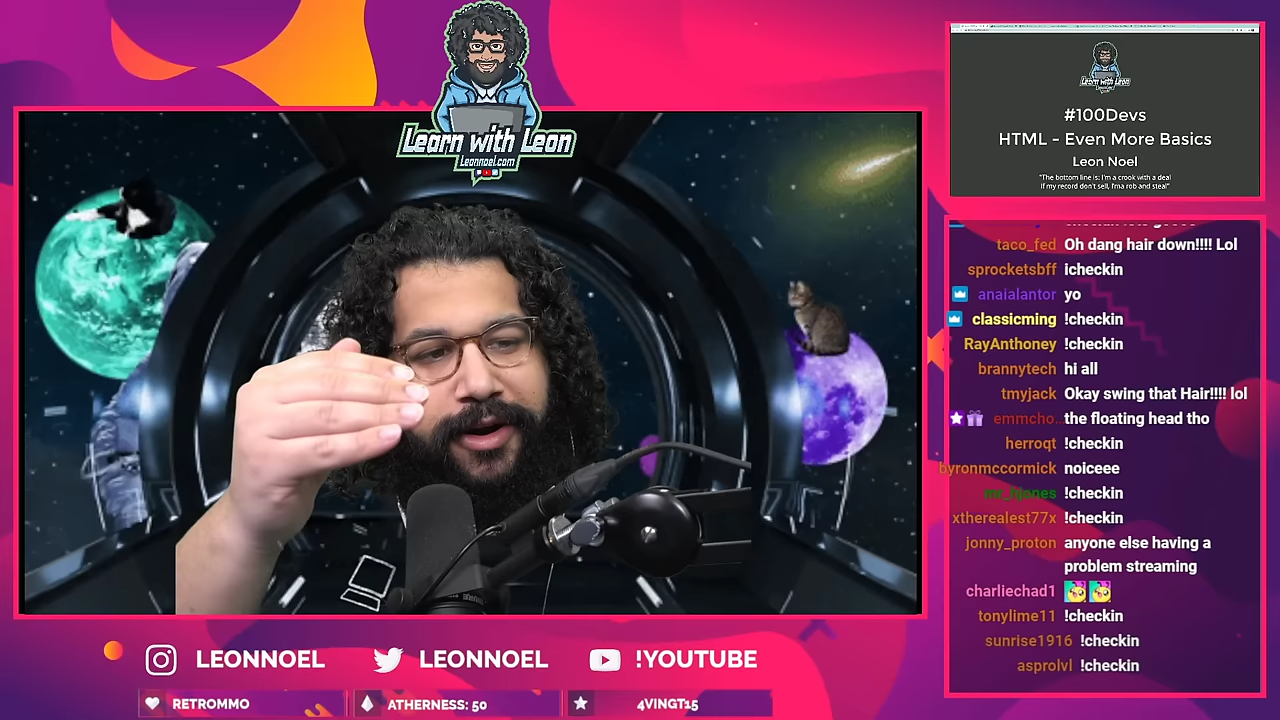 Learn with Leon
Leonnoel.com
Learn with Leon
#100Devs
HTML - Even More Basics
Leon Noel
"The bottom line is: I'm a crook with a deal
If my record don't sell, I'ma rob and steal"
taco_fed Oh dang hair down!!!! Lol
sprocketsbff icheckin
anaialantor yo
classicming !checkin
RayAnthoney !checkin
brannytech hi all
tmyjack Okay swing that Hair!!!! lol
emmcho... the floating head tho
herroqt !checkin
byronmccormick noiceee
!checkin
xtherealest77x !checkin
jonny_proton anyone else having a
problem streaming
charliechad1
tonylime11 !checkin
sunrise1916 !checkin
asprolvl !checkin
LEONNOEL LEONNOEL !YOUTUBE
RETROMMO ATHERNESS: 50 4VINGT15